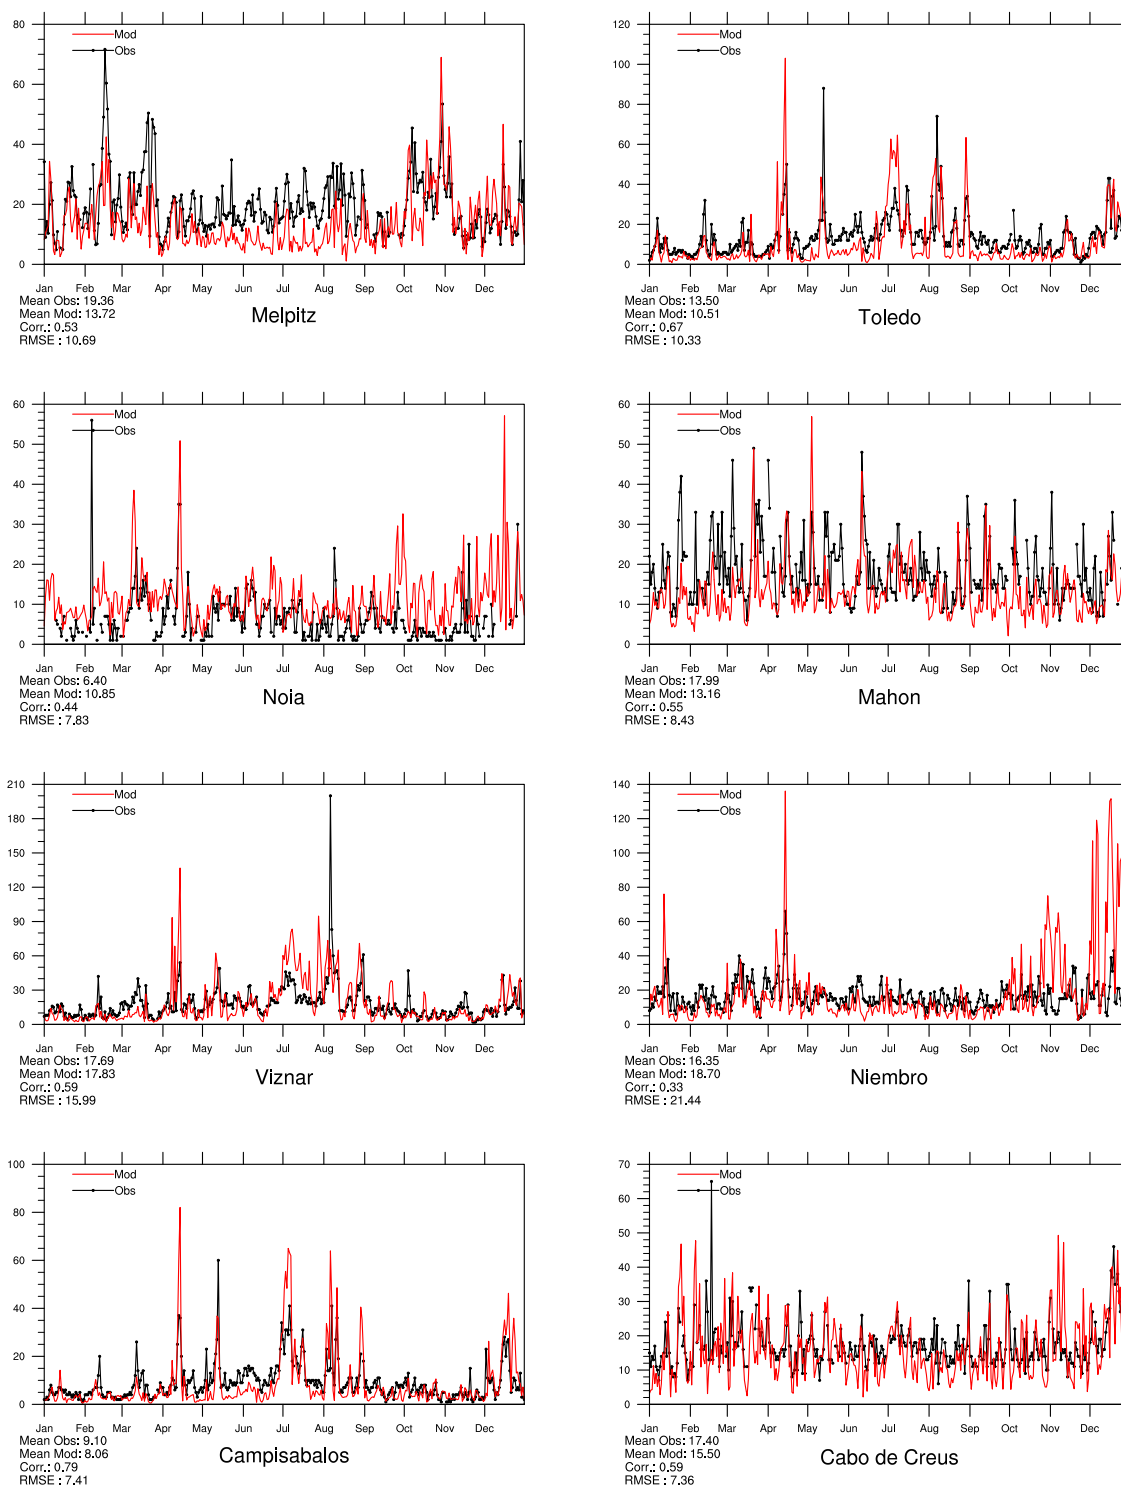 80
60
40
20
0
Mod
Obs
Jan Feb Mar Apr May Jun Jul Aug Sep Oct Nov Dec
Mean Obs: 19.36
Mean Mod: 13.72
Corr.: 0.53
RMSE : 10.69
Melpitz
120
100
80
60
40
20
0
Mod
Obs
Jan Feb Mar Apr May Jun Jul Aug Sep Oct Nov Dec
Mean Obs: 13.50
Mean Mod: 10.51
Corr.: 0.67
RMSE : 10.33
Toledo
60
50
40
30
20
10
0
Mod
Obs
Jan Feb Mar Apr May Jun Jul Aug Sep Oct Nov Dec
Mean Obs: 6.40
Mean Mod: 10.85
Corr.: 0.44
RMSE : 7.83
Noia
60
50
40
30
20
10
0
Mod
Obs
Jan Feb Mar Apr May Jun Jul Aug Sep Oct Nov Dec
Mean Obs: 17.99
Mean Mod: 13.16
Corr.: 0.55
RMSE : 8.43
Mahon
210
180
150
120
90
60
30
0
Mod
Obs
Jan Feb Mar Apr May Jun Jul Aug Sep Oct Nov Dec
Mean Obs: 17.69
Mean Mod: 17.83
Corr.: 0.59
RMSE : 15.99
Viznar
140
120
100
80
60
40
20
0
Mod
Obs
Jan Feb Mar Apr May Jun Jul Aug Sep Oct Nov Dec
Mean Obs: 16.35
Mean Mod: 18.70
Corr.: 0.33
RMSE : 21.44
Niembro
100
80
60
40
20
0
Mod
Obs
Jan Feb Mar Apr May Jun Jul Aug Sep Oct Nov Dec
Mean Obs: 9.10
Mean Mod: 8.06
Corr.: 0.79
RMSE : 7.41
Campisabalos
70
60
50
40
30
20
10
0
Mod
Obs
Jan Feb Mar Apr May Jun Jul Aug Sep Oct Nov Dec
Mean Obs: 17.40
Mean Mod: 15.50
Corr.: 0.59
RMSE : 7.36
Cabo de Creus